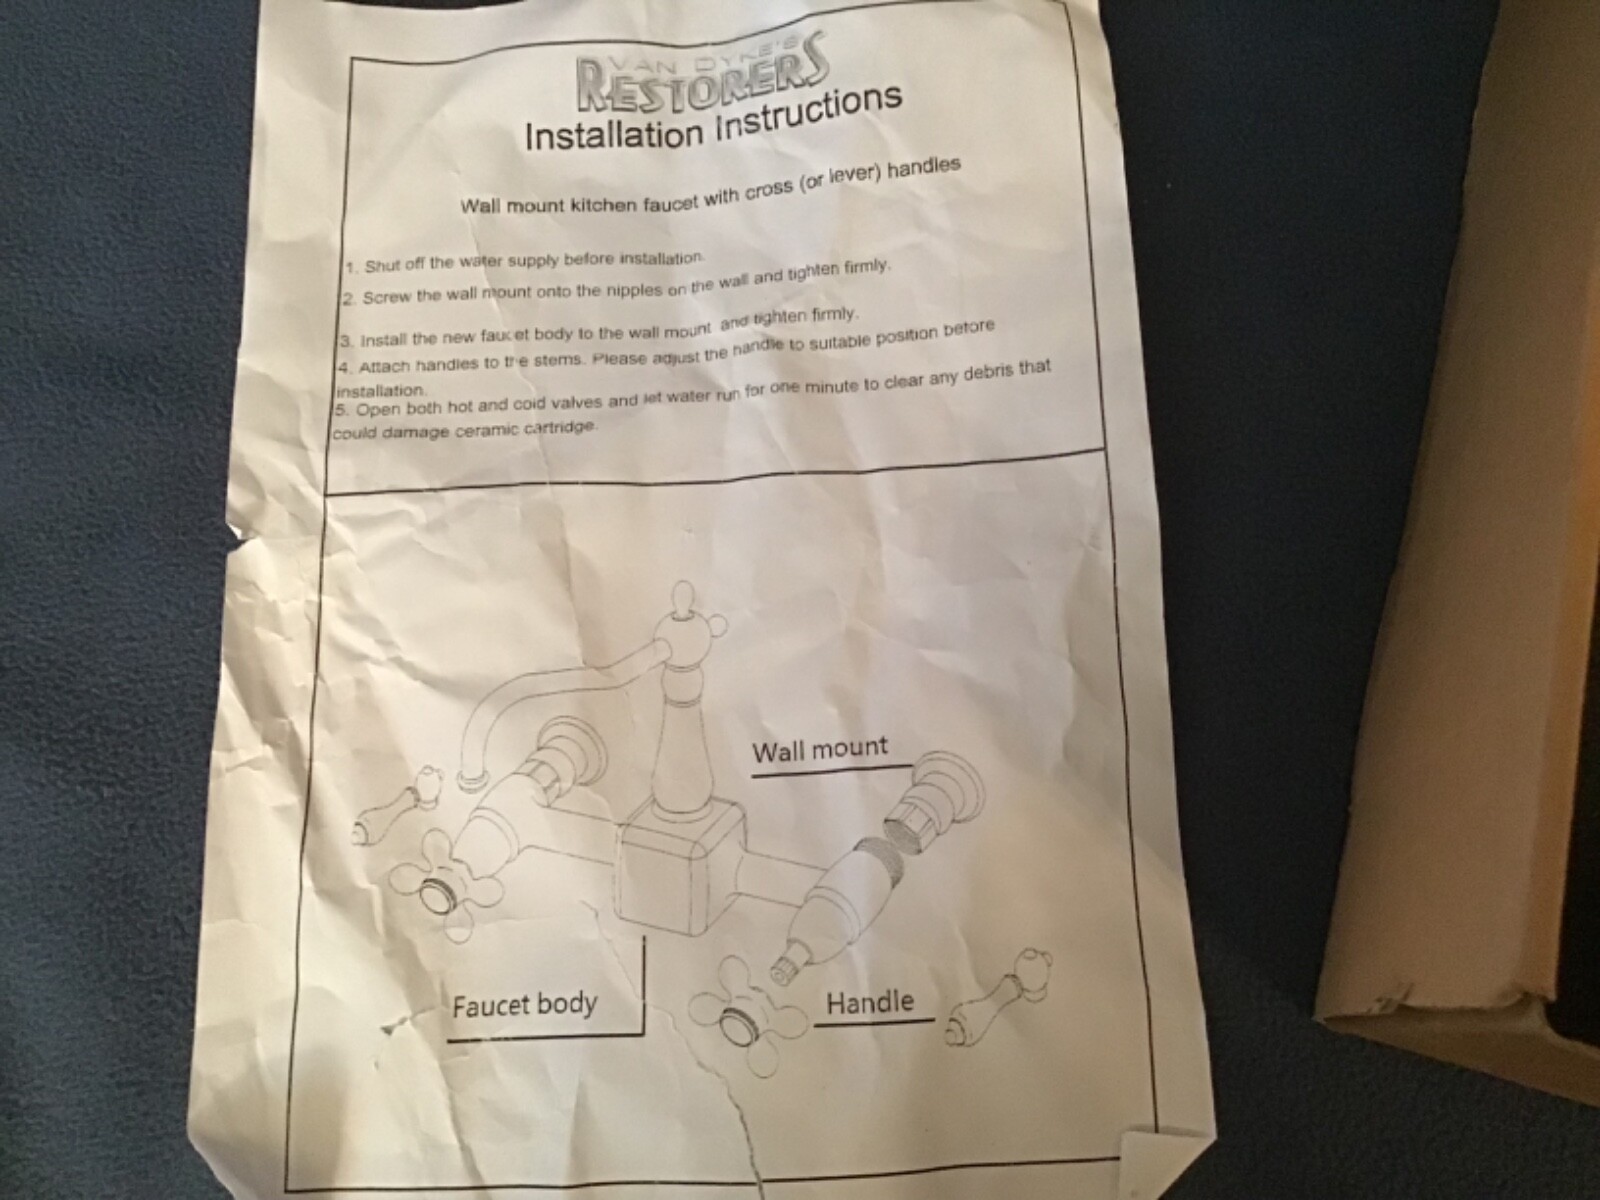 VAN DYKE'S
RESTORERS
Installation Instructions
Wall mount kitchen faucet with cross (or lever) handles
1. Shut off the water supply before installation.
2. Screw the wall mount onto the nipples on the wall and tighten firmly.
3. Install the new faucet body to the wall mount and tighten firmly.
4. Attach handles to the stems. Please adjust the handle to suitable position before
installation.
5. Open both hot and cold valves and let water run for one minute to clear any debris that
could damage ceramic cartridge.
Wall mount
Faucet body
Handle